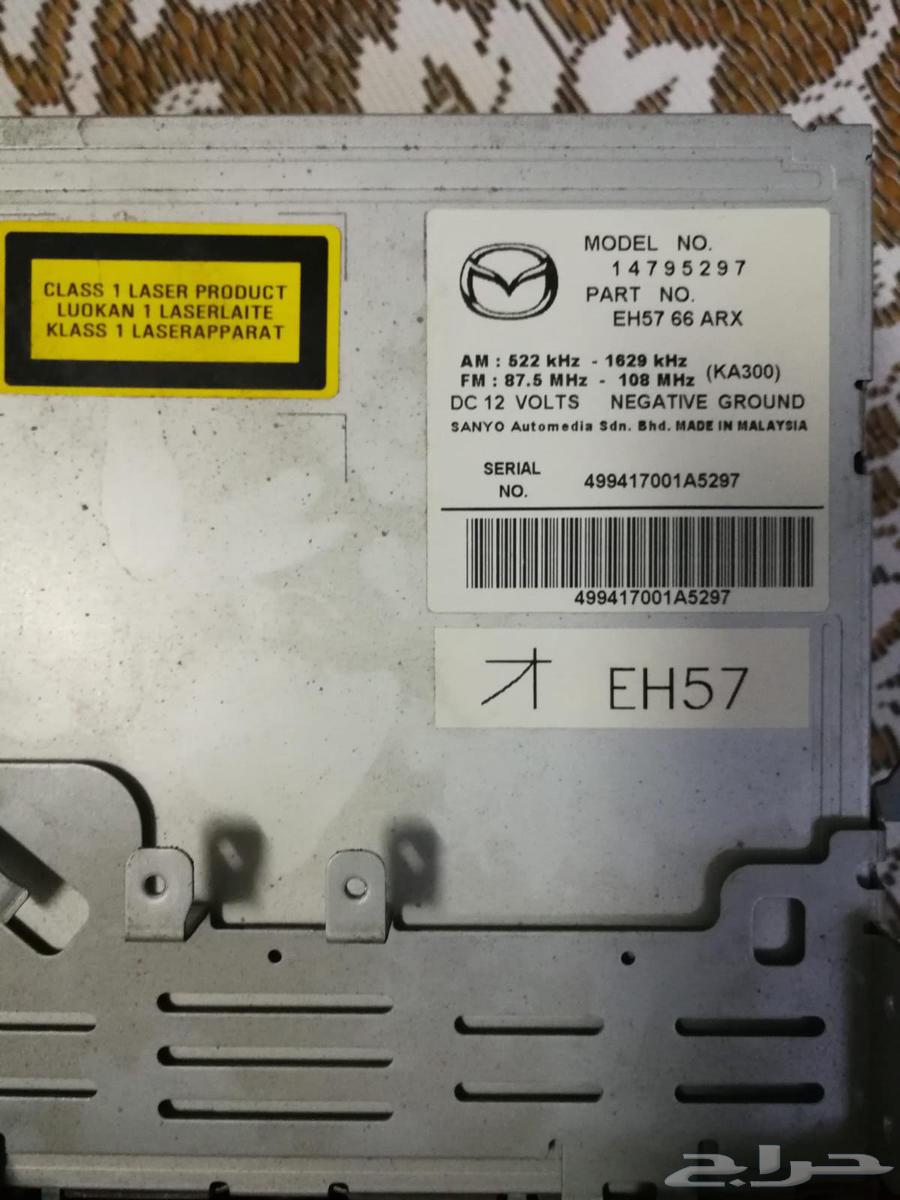 CLASS 1 LASER PRODUCT
LUOKAN 1 LASERLAITE
KLASS 1 LASERAPPARAT
MODEL NO.
14795297
PART NO.
EH57 66 ARX
AM : 522 kHz - 1629 kHz
FM : 87.5 MHz - 108 MHz (KA300)
DC 12 VOLTS NEGATIVE GROUND
SANYO Automedia Sdn. Bhd. MADE IN MALAYSIA
SERIAL NO. 499417001A5297
499417001A5297
オ EH57
حراج